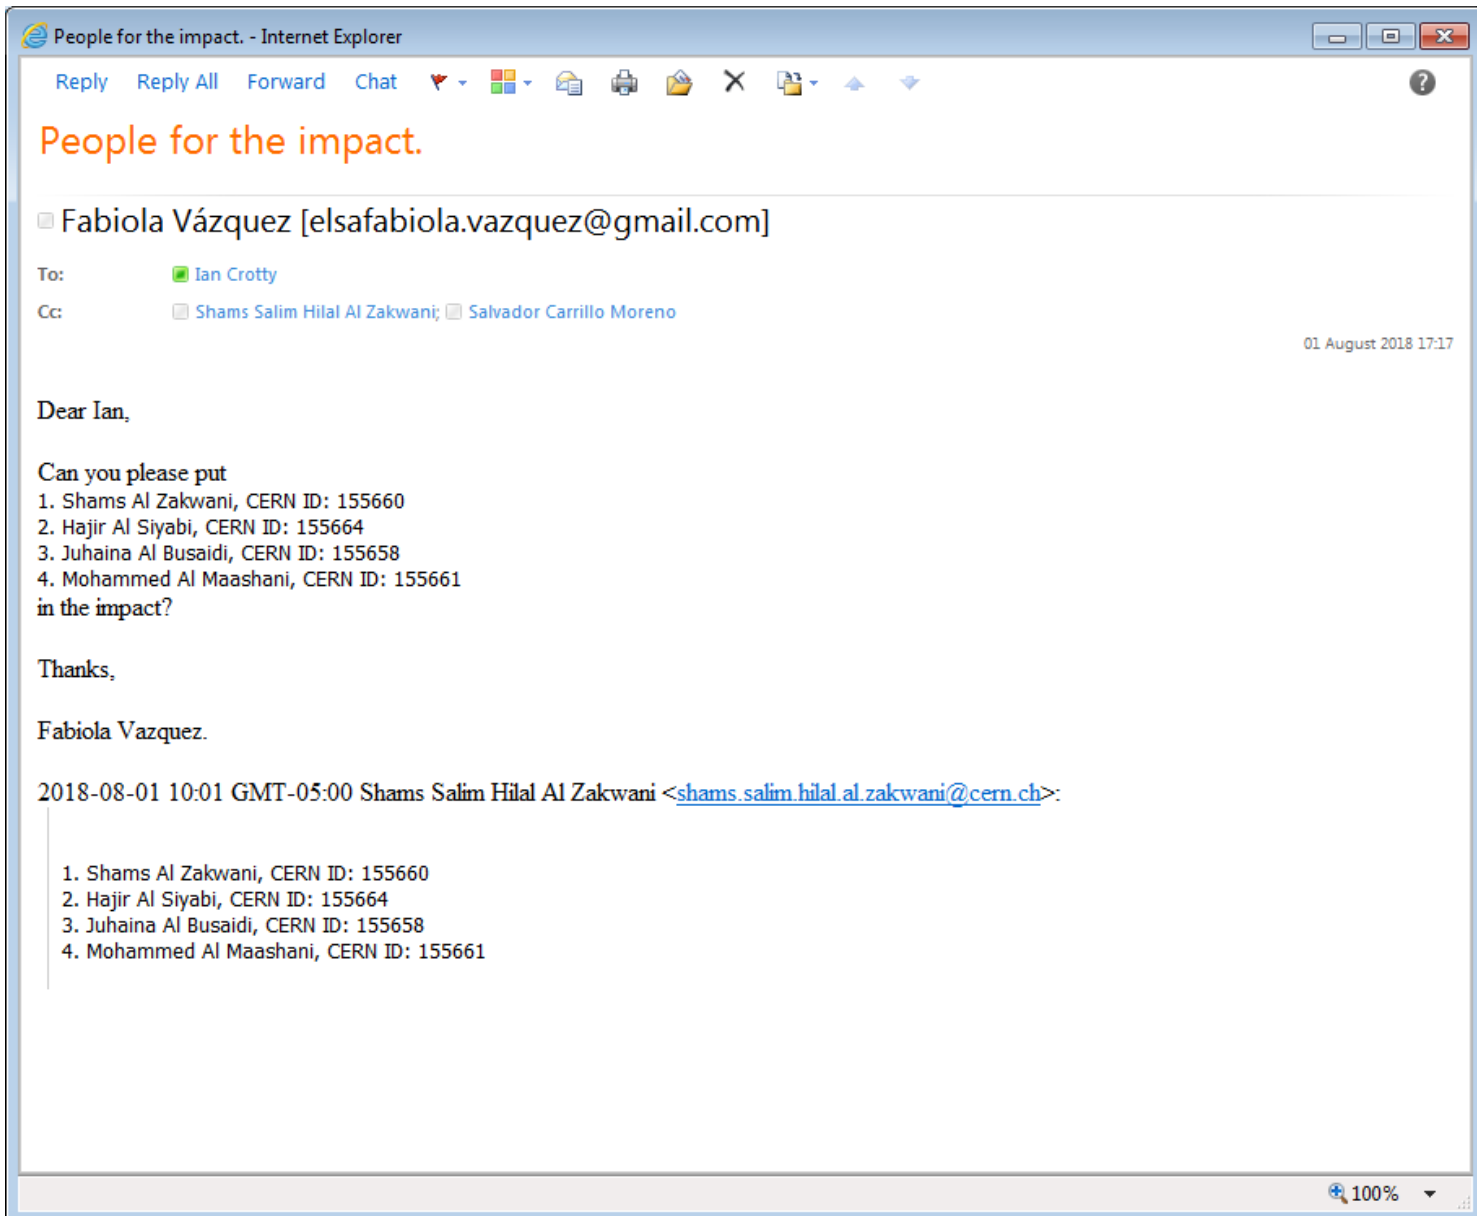 People for the impact. - Internet Explorer
Reply Reply All Forward Chat
People for the impact.
Fabiola Vázquez [elsafabiola.vazquez@gmail.com]
To: Ian Crotty
Cc: Shams Salim Hilal Al Zakwani; Salvador Carrillo Moreno
01 August 2018 17:17
Dear Ian,
Can you please put
1. Shams Al Zakwani, CERN ID: 155660
2. Hajir Al Siyabi, CERN ID: 155664
3. Juhaina Al Busaidi, CERN ID: 155658
4. Mohammed Al Maashani, CERN ID: 155661
in the impact?
Thanks,
Fabiola Vazquez.
2018-08-01 10:01 GMT-05:00 Shams Salim Hilal Al Zakwani <shams.salim.hilal.al.zakwani@cern.ch>:
1. Shams Al Zakwani, CERN ID: 155660
2. Hajir Al Siyabi, CERN ID: 155664
3. Juhaina Al Busaidi, CERN ID: 155658
4. Mohammed Al Maashani, CERN ID: 155661
100%